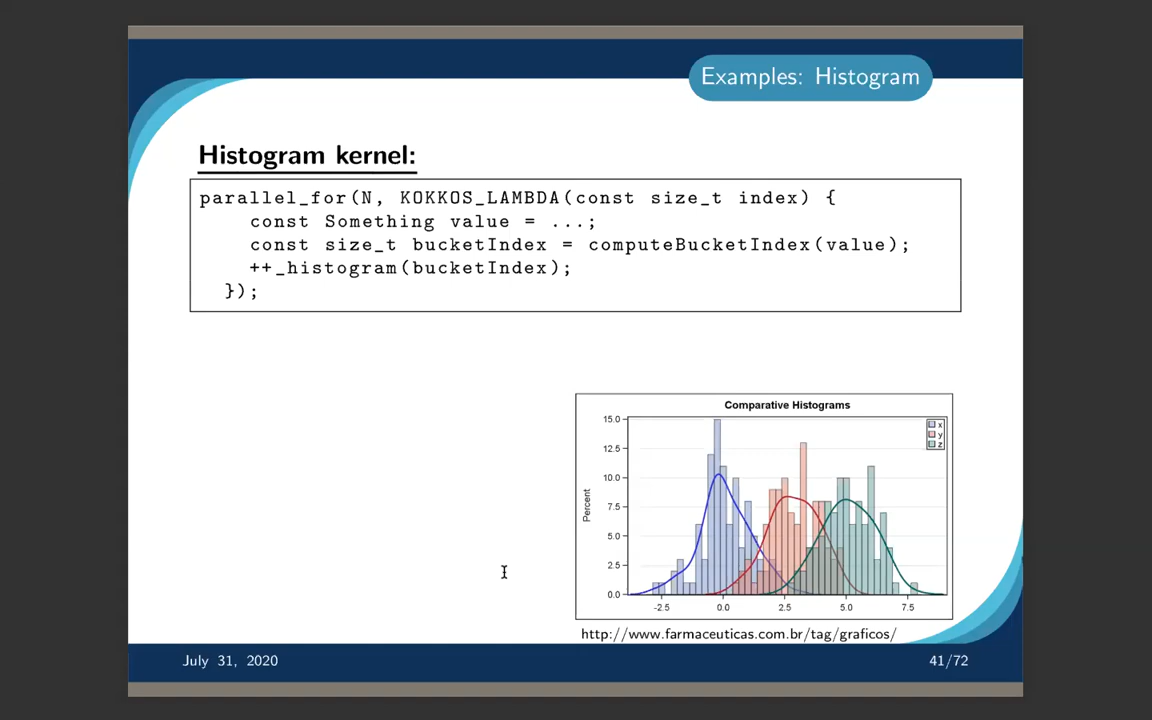 Examples: Histogram
Histogram kernel:
parallel_for(N, KOKKOS_LAMBDA(const size_t index) {
    const Something value = ...;
    const size_t bucketIndex = computeBucketIndex(value);
    ++_histogram(bucketIndex);
  });
Comparative Histograms
15.0
12.5
10.0
7.5
5.0
2.5
0.0
Percent
x
y
z
-2.5 0.0 2.5 5.0 7.5
http://www.farmaceuticas.com.br/tag/graficos/
July 31, 2020 41/72